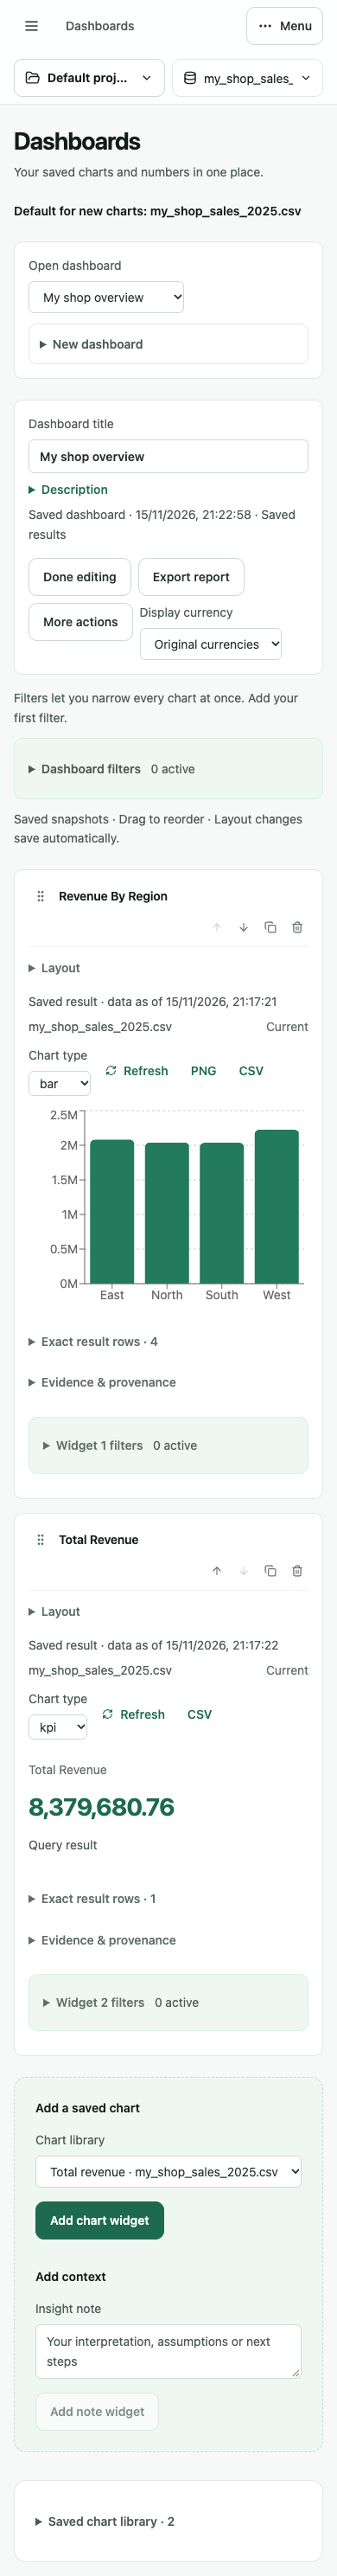 Dashboards
Menu
Default proj...
my_shop_sales_
Dashboards
Your saved charts and numbers in one place.
Default for new charts: my_shop_sales_2025.csv
Open dashboard
My shop overview
New dashboard
Dashboard title
My shop overview
Description
Saved dashboard · 15/11/2026, 21:22:58 · Saved
results
Done editing
Export report
More actions
Display currency
Original currencies
Filters let you narrow every chart at once. Add your
first filter.
Dashboard filters 0 active
Saved snapshots · Drag to reorder · Layout changes
save automatically.
Revenue By Region
Layout
Saved result · data as of 15/11/2026, 21:17:21
my_shop_sales_2025.csv Current
Chart type
bar
Refresh PNG CSV
2.5M
2M
1.5M
1M
0.5M
0M
East North South West
Exact result rows · 4
Evidence & provenance
Widget 1 filters 0 active
Total Revenue
Layout
Saved result · data as of 15/11/2026, 21:17:22
my_shop_sales_2025.csv Current
Chart type
kpi
Refresh CSV
Total Revenue
8,379,680.76
Query result
Exact result rows · 1
Evidence & provenance
Widget 2 filters 0 active
Add a saved chart
Chart library
Total revenue · my_shop_sales_2025.csv
Add chart widget
Add context
Insight note
Your interpretation, assumptions or next
steps
Add note widget
Saved chart library · 2